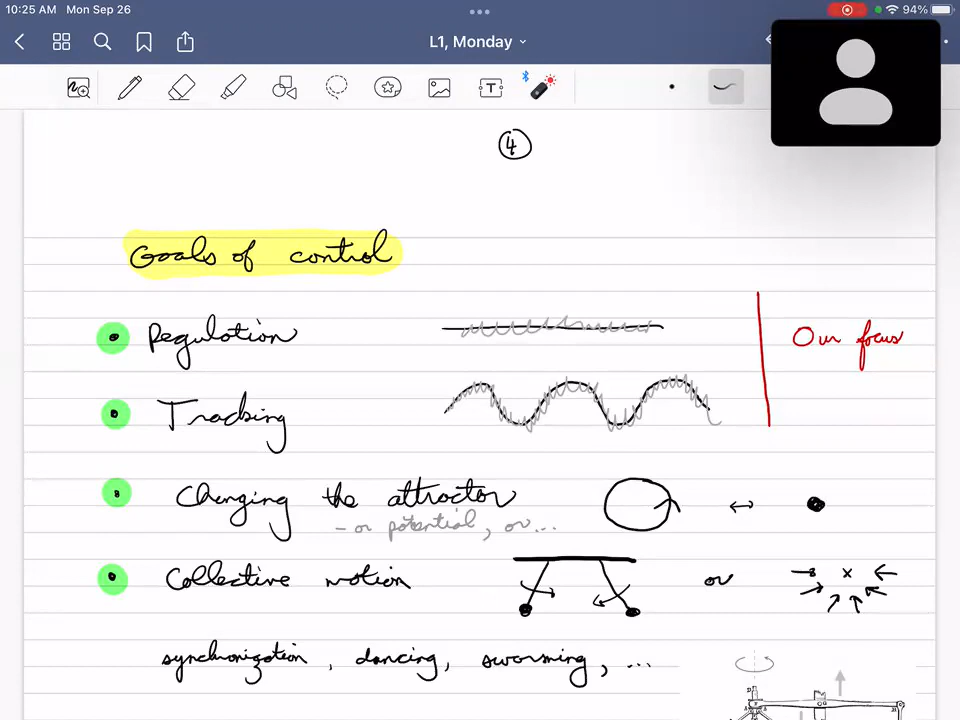 10:25 AM Mon Sep 26
94%
L1, Monday
T
4
Goals of control
Regulation
Our focus
Tracking
Changing the attractor
- or potential, or...
Collective motion
or
synchronization, dancing, swarming, ...